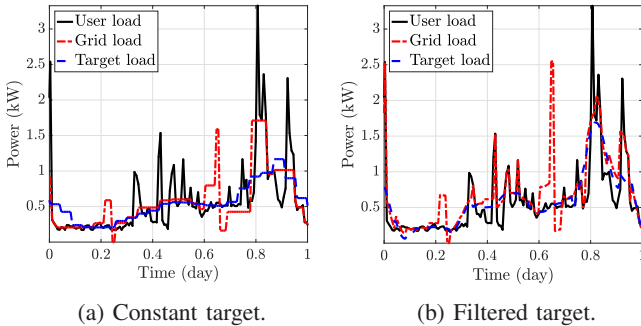 User load
Grid load
Target load
Power (kW)
3
2.5
2
1.5
1
0.5
0
0.2
0.4
0.6
0.8
1
Time (day)
(a) Constant target.
User load
Grid load
Target load
Power (kW)
3
2.5
2
1.5
1
0.5
0
0.2
0.4
0.6
0.8
1
Time (day)
(b) Filtered target.